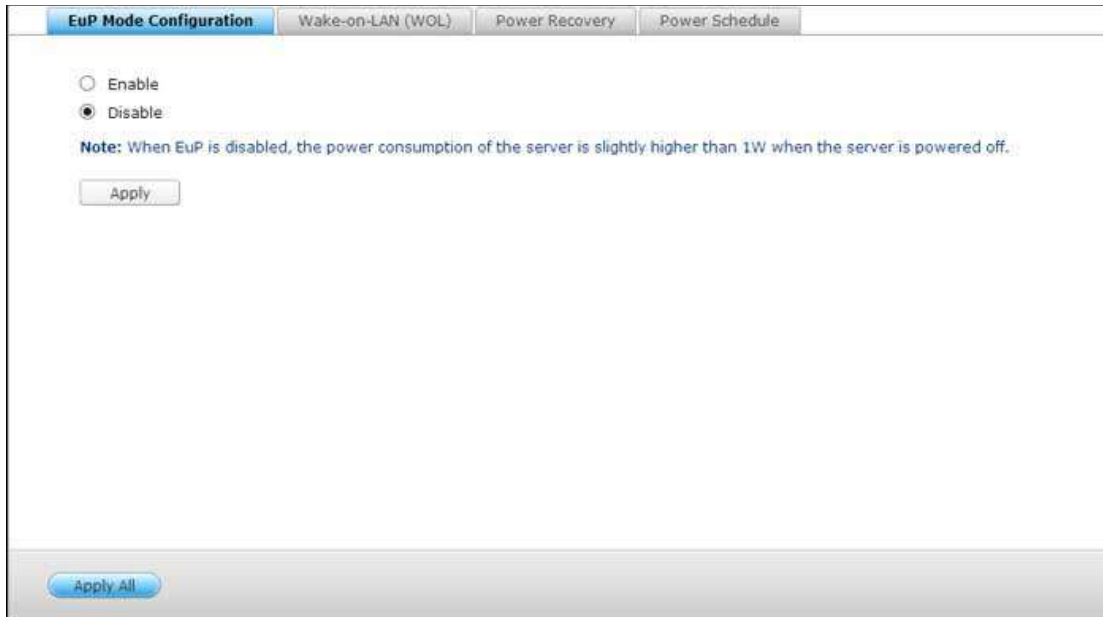 EuP Mode Configuration Wake-on-LAN (WOL) Power Recovery Power Schedule
Enable
Disable
Note: When EuP is disabled, the power consumption of the server is slightly higher than 1W when the server is powered off.
Apply
Apply All